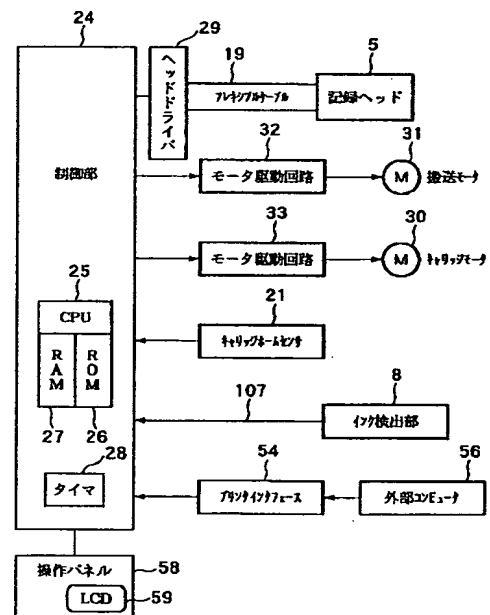 24
29
19
5
ヘッドドライバ
フレキシブルケーブル
記録ヘッド
32
31
制御部
モータ駆動回路
M
搬送モータ
33
30
モータ駆動回路
M
キャリッジモータ
25
21
CPU
キャリッジホームセンサ
RAM
ROM
107
8
インク検出部
27
26
28
54
56
タイマ
プリンタインタフェース
外部コンピュータ
操作パネル
58
LCD
59